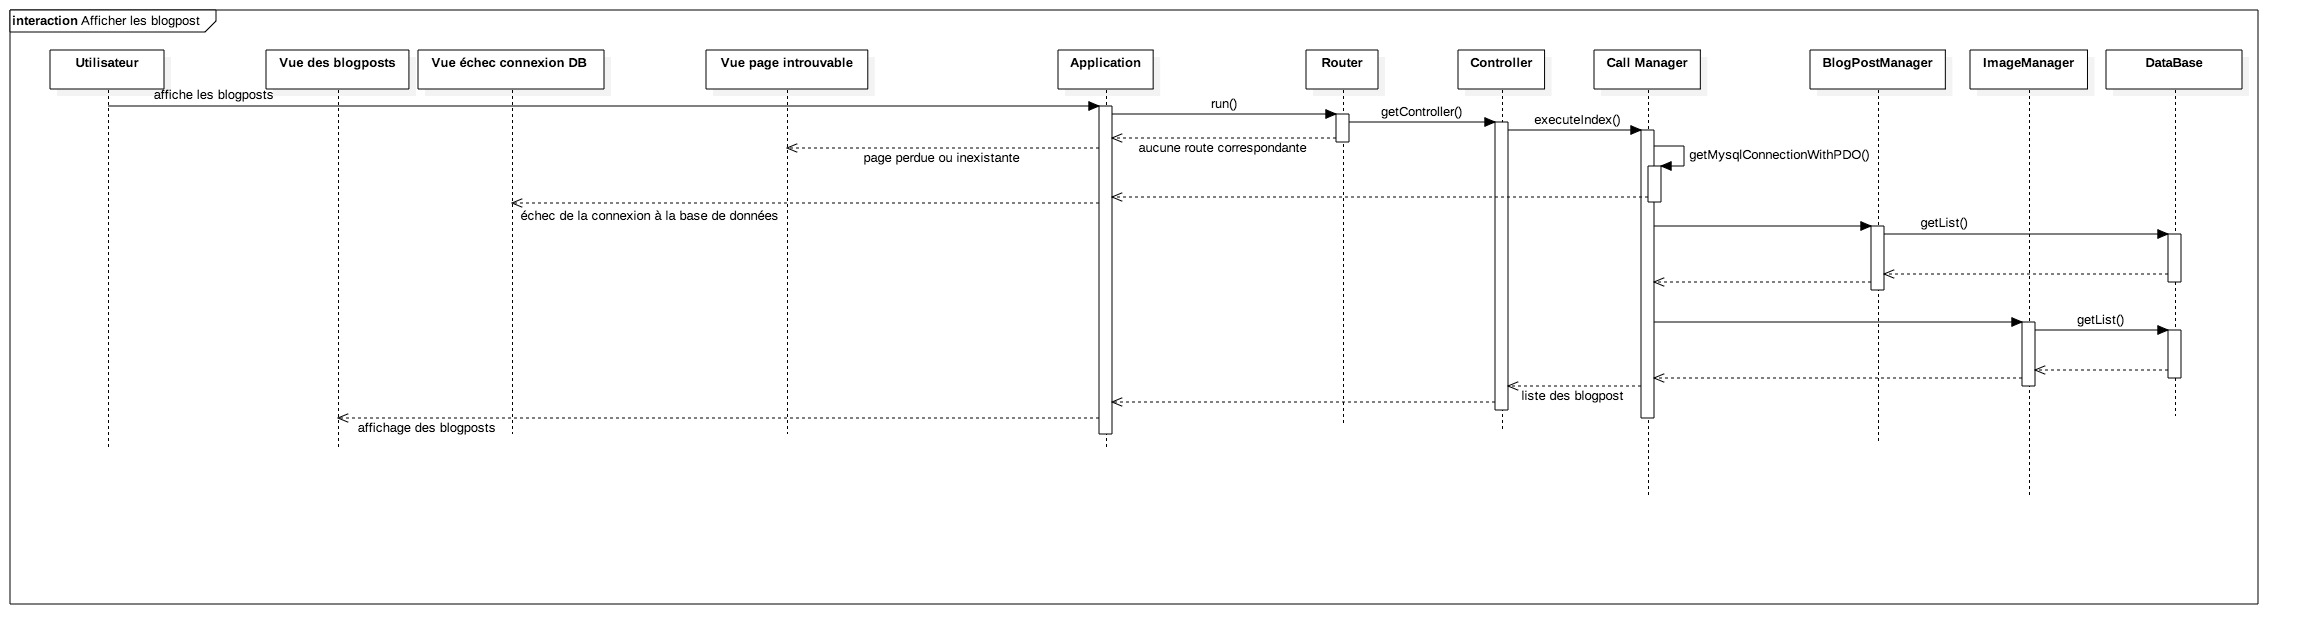 interaction Afficher les blogpost
Utilisateur
Vue des blogposts
Vue échec connexion DB
Vue page introuvable
Application
Router
Controller
Call Manager
BlogPostManager
ImageManager
DataBase
affiche les blogposts
run()
getController()
executeIndex()
aucune route correspondante
page perdue ou inexistante
getMysqlConnectionWithPDO()
échec de la connexion à la base de données
getList()
getList()
liste des blogpost
affichage des blogposts